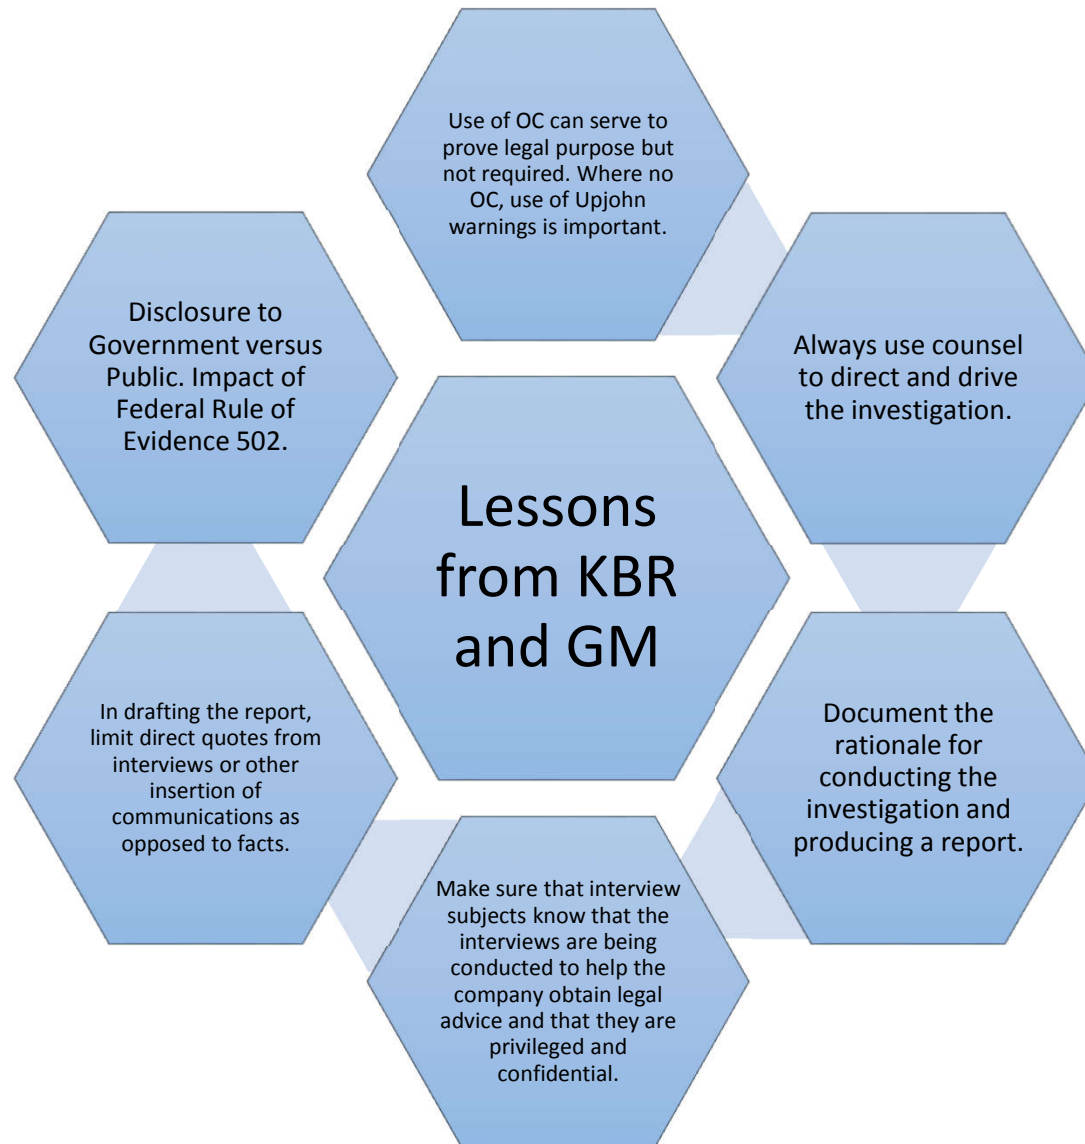 Use of OC can serve to
prove legal purpose but
not required. Where no
OC, use of Upjohn
warnings is important.
Always use counsel
to direct and drive
the investigation.
Document the
rationale for
conducting the
investigation and
producing a report.
Make sure that interview
subjects know that the
interviews are being
conducted to help the
company obtain legal
advice and that they are
privileged and
confidential.
In drafting the report,
limit direct quotes from
interviews or other
insertion of
communications as
opposed to facts.
Disclosure to
Government versus
Public. Impact of
Federal Rule of
Evidence 502.
Lessons
from KBR
and GM